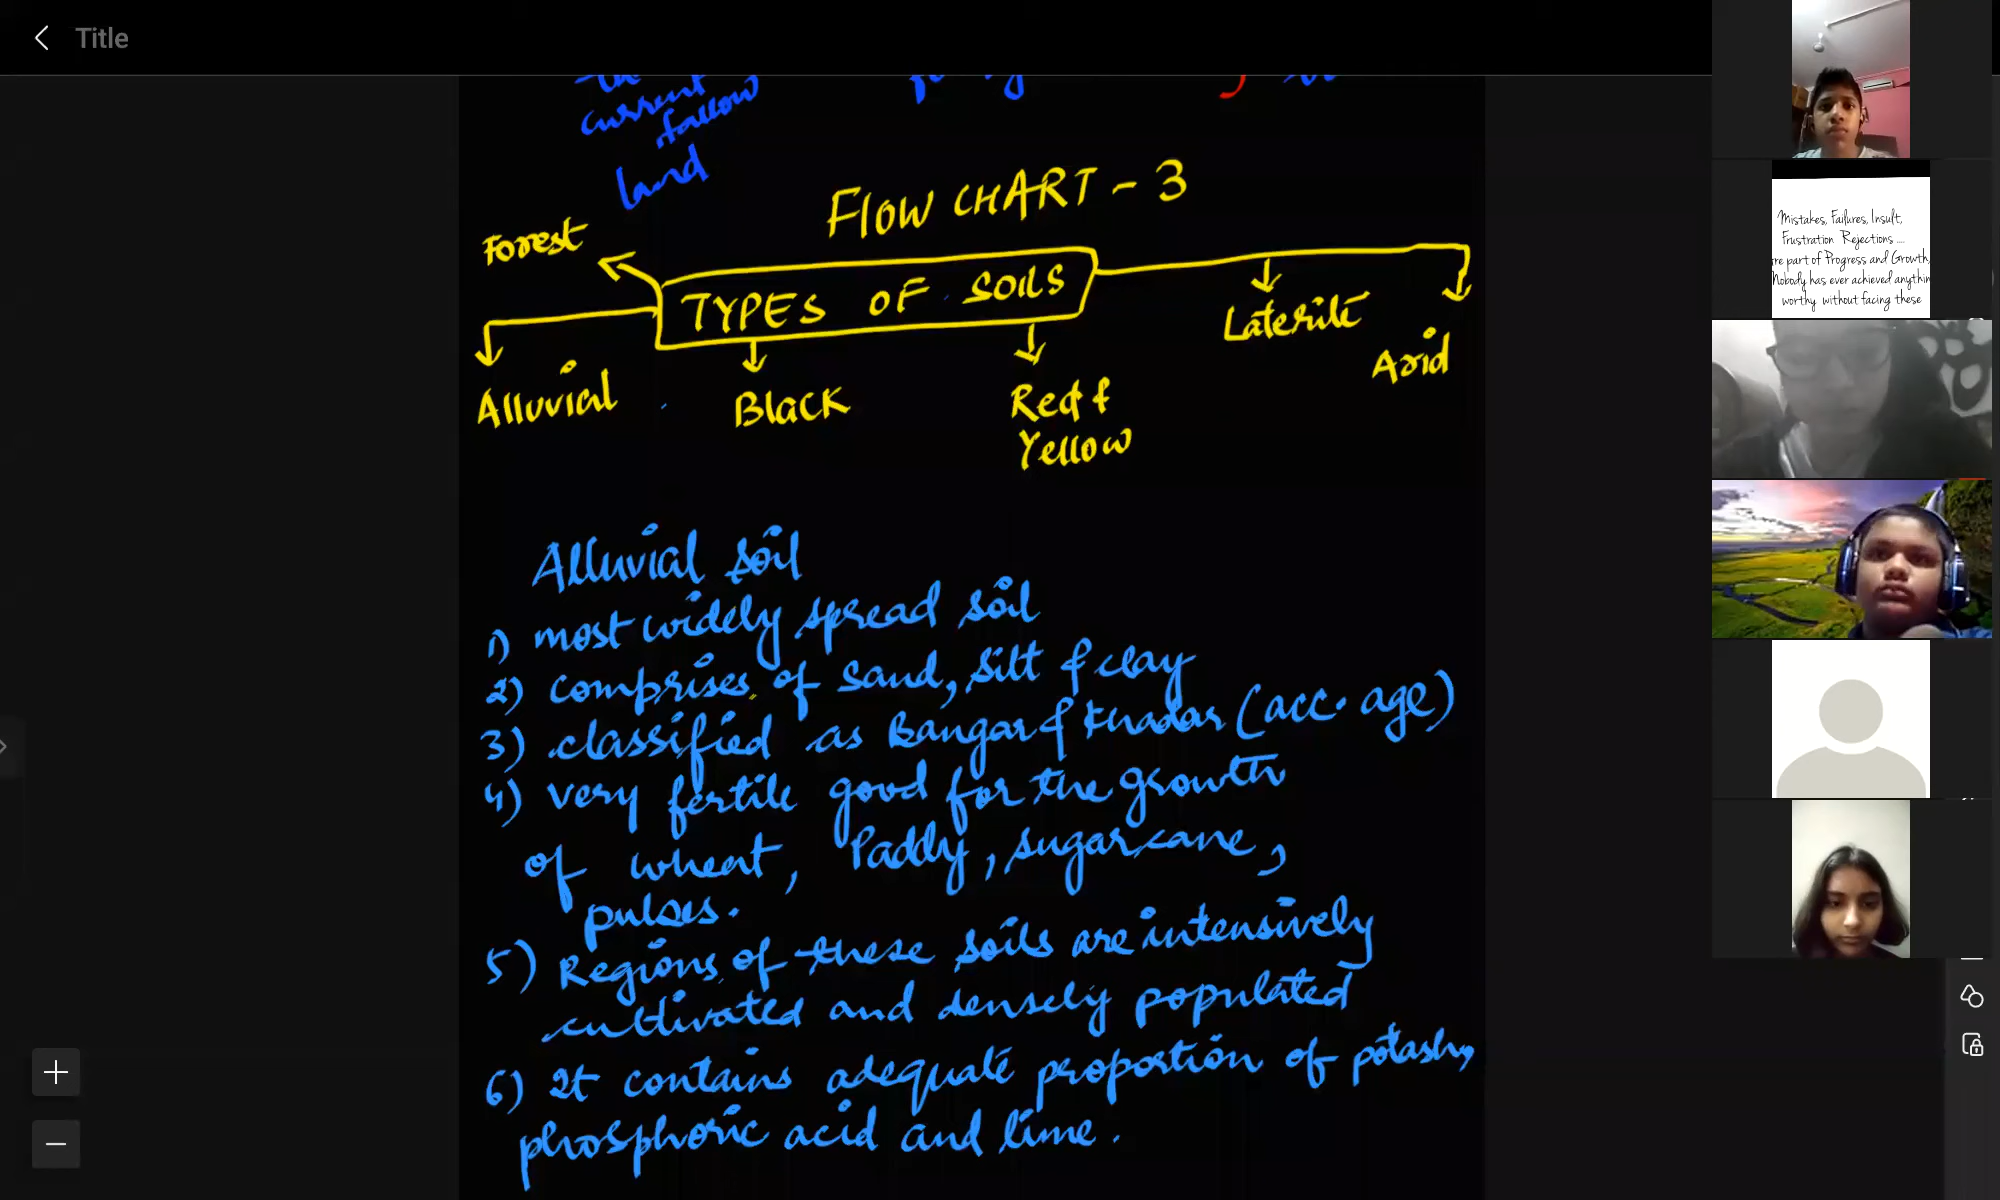 Title
current
fallow
land
FLOW CHART - 3
Forest
TYPES OF SOILS
Laterite
Arid
Alluvial
Black
Red &
Yellow
Alluvial soil
1) most widely spread soil
2) comprises of sand, silt & clay
3) classified as Bangar & Khadar (acc. age)
4) very fertile good for the growth
of wheat, Paddy, sugarcane,
pulses.
5) Regions of these soils are intensively
cultivated and densely populated
6) It contains adequate proportion of potash,
phosphoric acid and lime.
Mistakes, Failures, Insult,
Frustration Rejections ....
re part of Progress and Growth,
Nobody has ever achieved anythin
worthy without facing these